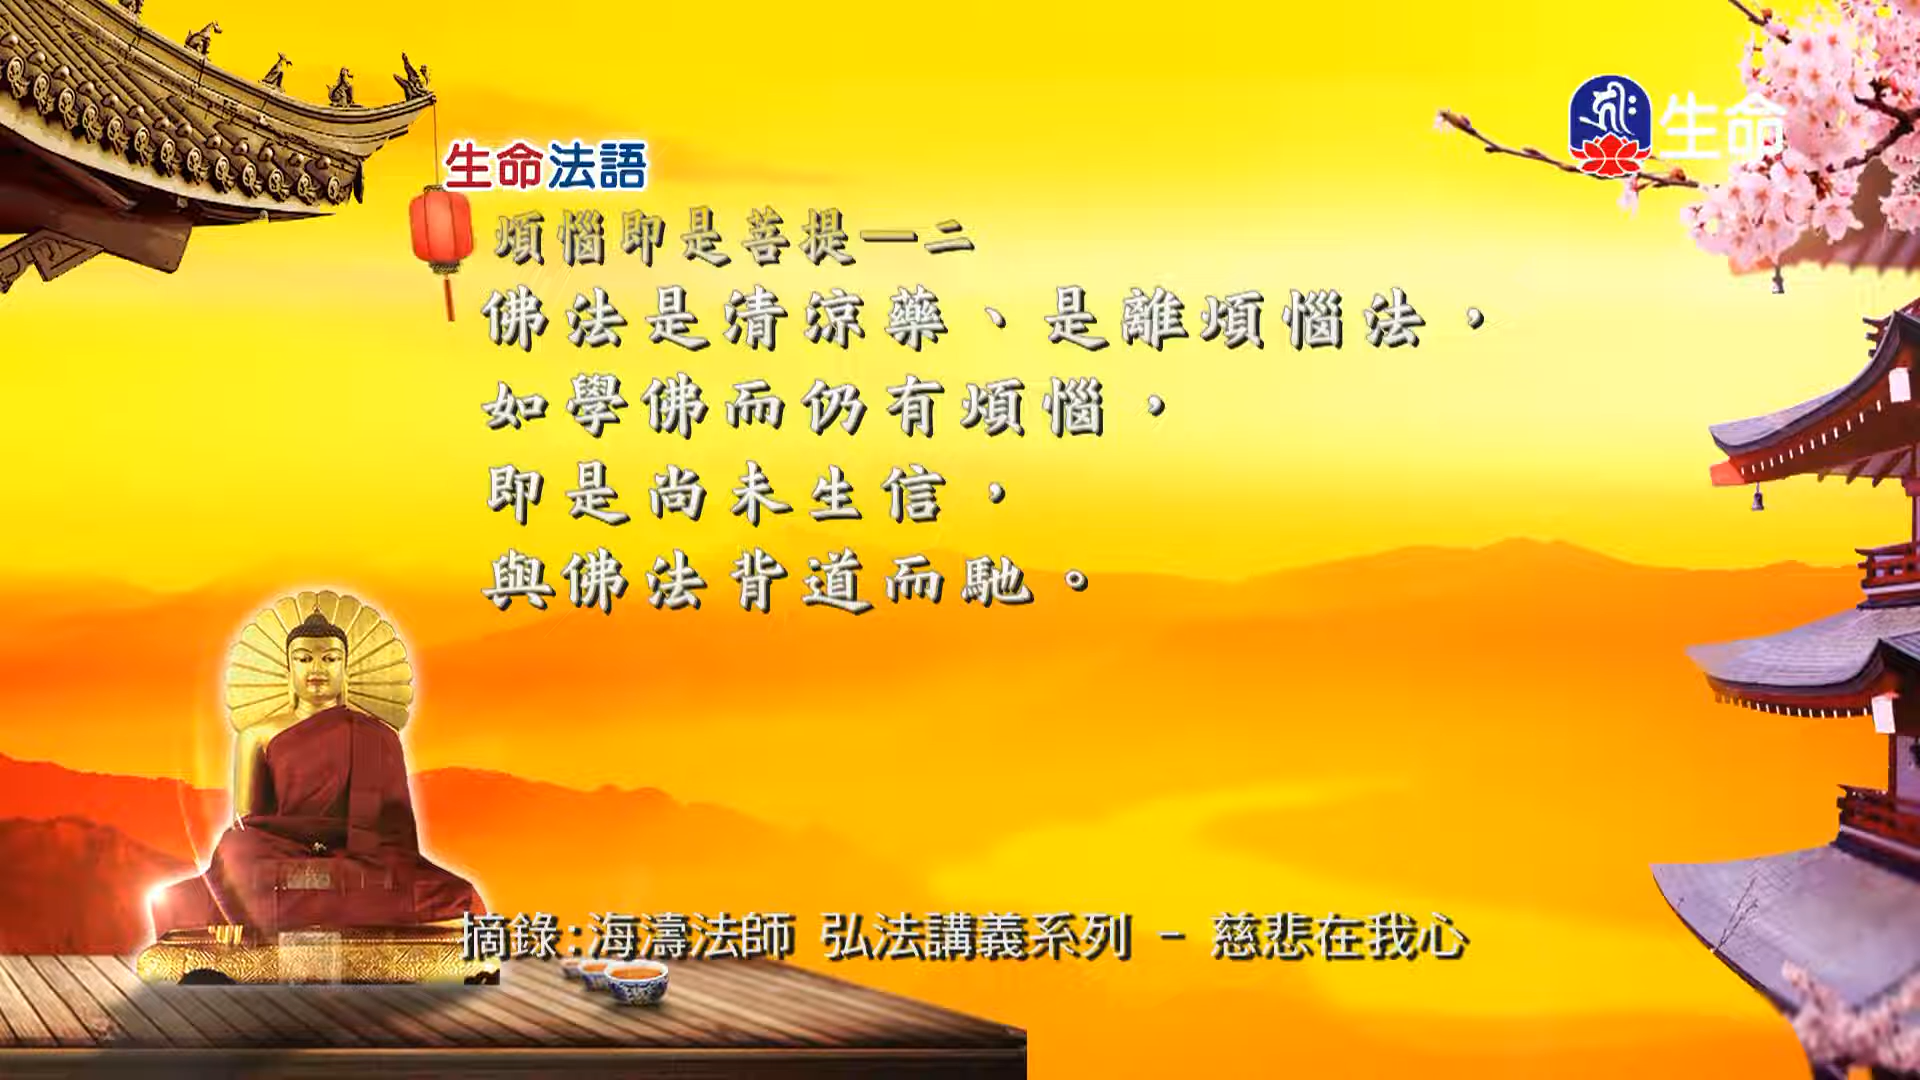 生命
生命法語
煩惱即是菩提一二
佛法是清涼藥、是離煩惱法，
如學佛而仍有煩惱，
即是尚未生信，
與佛法背道而馳。
摘錄:海濤法師 弘法講義系列 - 慈悲在我心